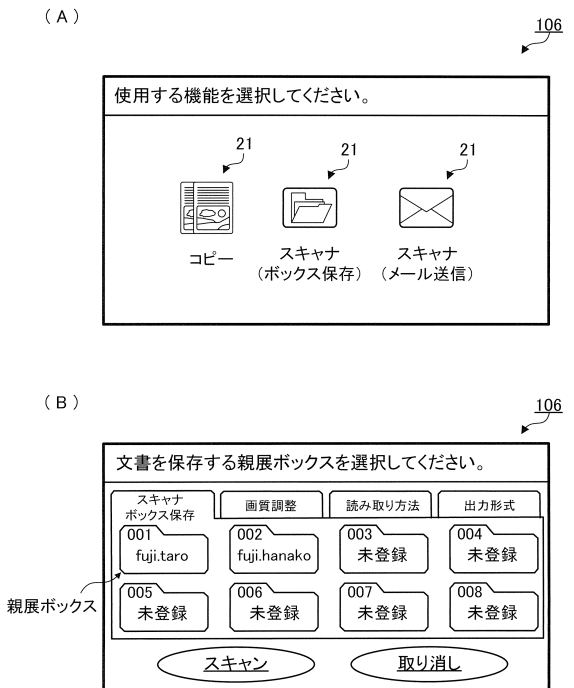 (A)
106
使用する機能を選択してください。
21
21
21
コピー
スキャナ
(ボックス保存)
スキャナ
(メール送信)
(B)
106
文書を保存する親展ボックスを選択してください。
スキャナ
ボックス保存
画質調整
読み取り方法
出力形式
001
fuji.taro
002
fuji.hanako
003
未登録
004
未登録
親展ボックス
005
未登録
006
未登録
007
未登録
008
未登録
スキャン
取り消し